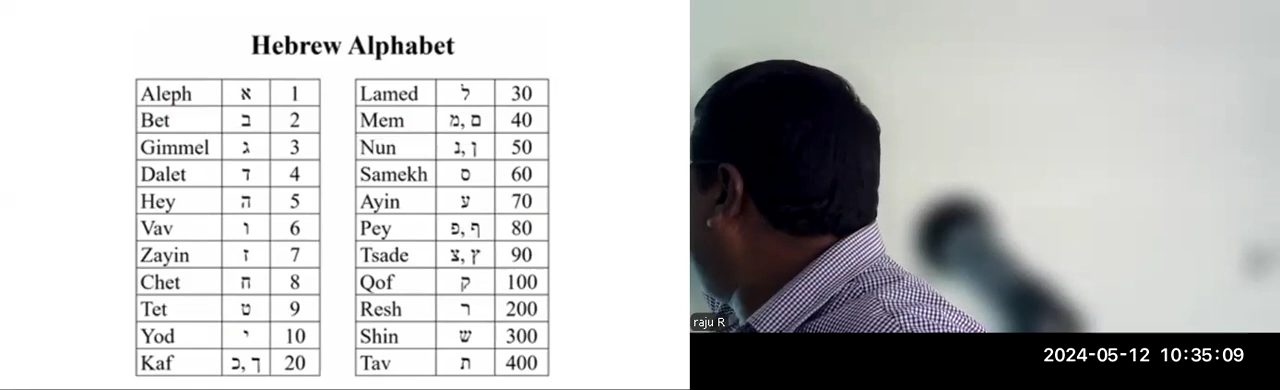 Hebrew Alphabet
Aleph א 1
Bet ב 2
Gimmel ג 3
Dalet ד 4
Hey ה 5
Vav ו 6
Zayin ז 7
Chet ח 8
Tet ט 9
Yod י 10
Kaf כ, ך 20
Lamed ל 30
Mem מ, ם 40
Nun נ, ן 50
Samekh ס 60
Ayin ע 70
Pey פ, ף 80
Tsade צ, ץ 90
Qof ק 100
Resh ר 200
Shin ש 300
Tav ת 400
raju R
2024-05-12 10:35:09